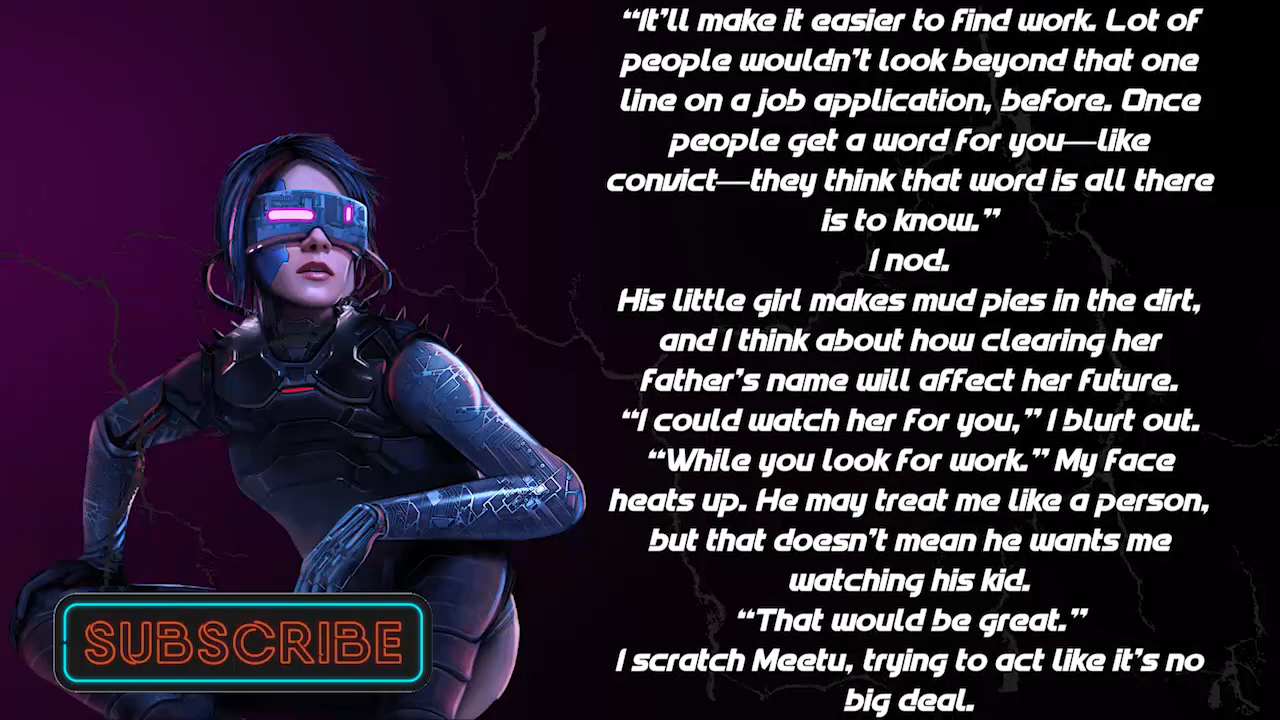 “It’ll make it easier to find work. Lot of
people wouldn’t look beyond that one
line on a job application, before. Once
people get a word for you—like
convict—they think that word is all there
is to know.”
I nod.
His little girl makes mud pies in the dirt,
and I think about how clearing her
father’s name will affect her future.
“I could watch her for you,” I blurt out.
“While you look for work.” My face
heats up. He may treat me like a person,
but that doesn’t mean he wants me
watching his kid.
“That would be great.”
I scratch Meetu, trying to act like it’s no
big deal.
SUBSCRIBE